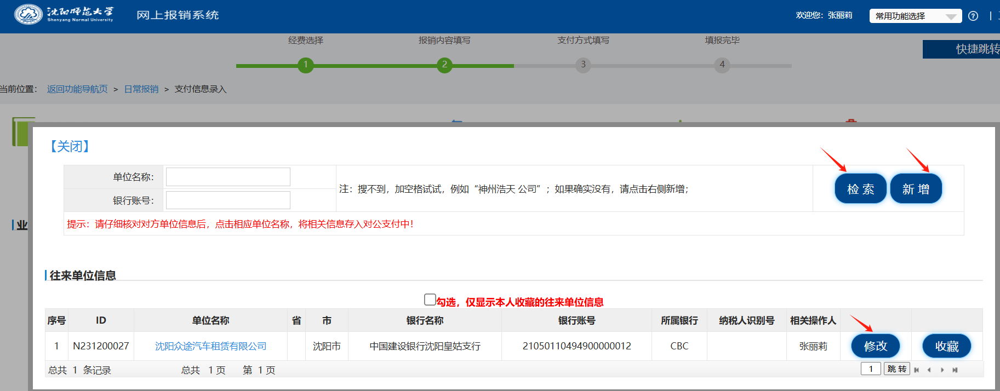 沈阳师范大学
Shenyang Normal University
网上报销系统
欢迎您：张丽莉
常用功能选择
经费选择
报销内容填写
支付方式填写
填报完毕
快捷跳转
1
2
3
4
当前位置： 返回功能导航页 > 日常报销 > 支付信息录入
业
【关闭】
单位名称：
银行账号：
注：搜不到，加空格试试，例如“神州浩天 公司”；如果确实没有，请点击右侧新增；
检 索
新 增
提示：请仔细核对对方单位信息后，点击相应单位名称，将相关信息存入对公支付中！
往来单位信息
勾选，仅显示本人收藏的往来单位信息
序号 ID 单位名称 省 市 银行名称 银行账号 所属银行 纳税人识别号 相关操作人
1 N231200027 沈阳众途汽车租赁有限公司 沈阳市 中国建设银行沈阳皇姑支行 21050110494900000012 CBC 张丽莉 修改 收藏
总共 1 条记录 总共 1 页 第 1 页 1 跳 转